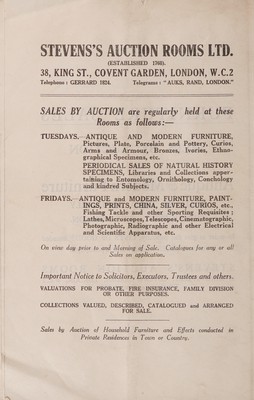 STEVENS'S AUCTION ROOMS LTD.
(ESTABLISHED 1760).
38, KING ST., COVENT GARDEN, LONDON, W.C.2
Telephone : GERRARD 1824. Telegrams : "AUKS, RAND, LONDON."
SALES BY AUCTION are regularly held at these
Rooms as follows:—
TUESDAYS.—ANTIQUE AND MODERN FURNITURE,
Pictures, Plate, Porcelain and Pottery, Curios,
Arms and Armour, Bronzes, Ivories, Ethno-
graphical Specimens, etc.
PERIODICAL SALES OF NATURAL HISTORY
SPECIMENS, Libraries and Collections apper-
taining to Entomology, Ornithology, Conchology
and kindred Subjects.
FRIDAYS.—ANTIQUE and MODERN FURNITURE, PAINT-
INGS, PRINTS, CHINA, SILVER, CURIOS, etc.,
Fishing Tackle and other Sporting Requisites ;
Lathes, Microscopes, Telescopes, Cinematographic,
Photographic, Radiographic and other Electrical
and Scientific Apparatus, etc.
On view day prior to and Morning of Sale. Catalogues for any or all
Sales on application.
Important Notice to Solicitors, Executors, Trustees and others.
VALUATIONS FOR PROBATE, FIRE INSURANCE, FAMILY DIVISION
OR OTHER PURPOSES.
COLLECTIONS VALUED, DESCRIBED, CATALOGUED and ARRANGED
FOR SALE.
Sales by Auction of Household Furniture and Effects conducted in
Private Residences in Town or Country.